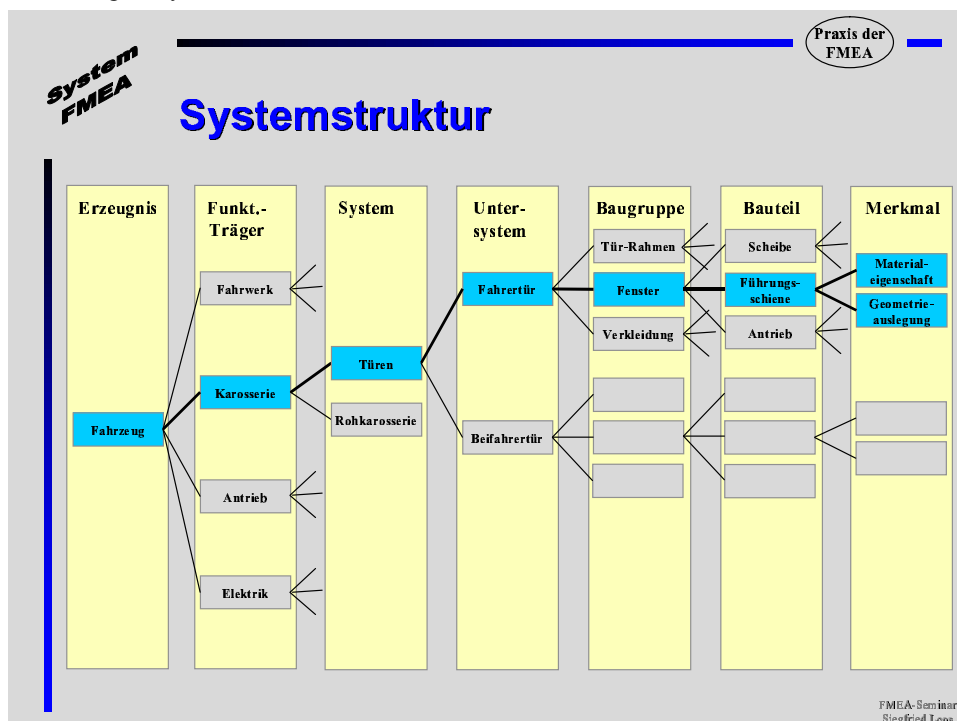 Praxis der
FMEA
System
FMEA
Systemstruktur
Erzeugnis
Fahrzeug
Funkt.-
Träger
Fahrwerk
Karosserie
Antrieb
Elektrik
System
Türen
Rohkarosserie
Unter-
system
Fahrertür
Beifahrertür
Baugruppe
Tür-Rahmen
Fenster
Verkleidung
Bauteil
Scheibe
Führungs-
schiene
Antrieb
Merkmal
Material-
eigenschaft
Geometrie-
auslegung
FMEA-Seminar
Siegfried Loos